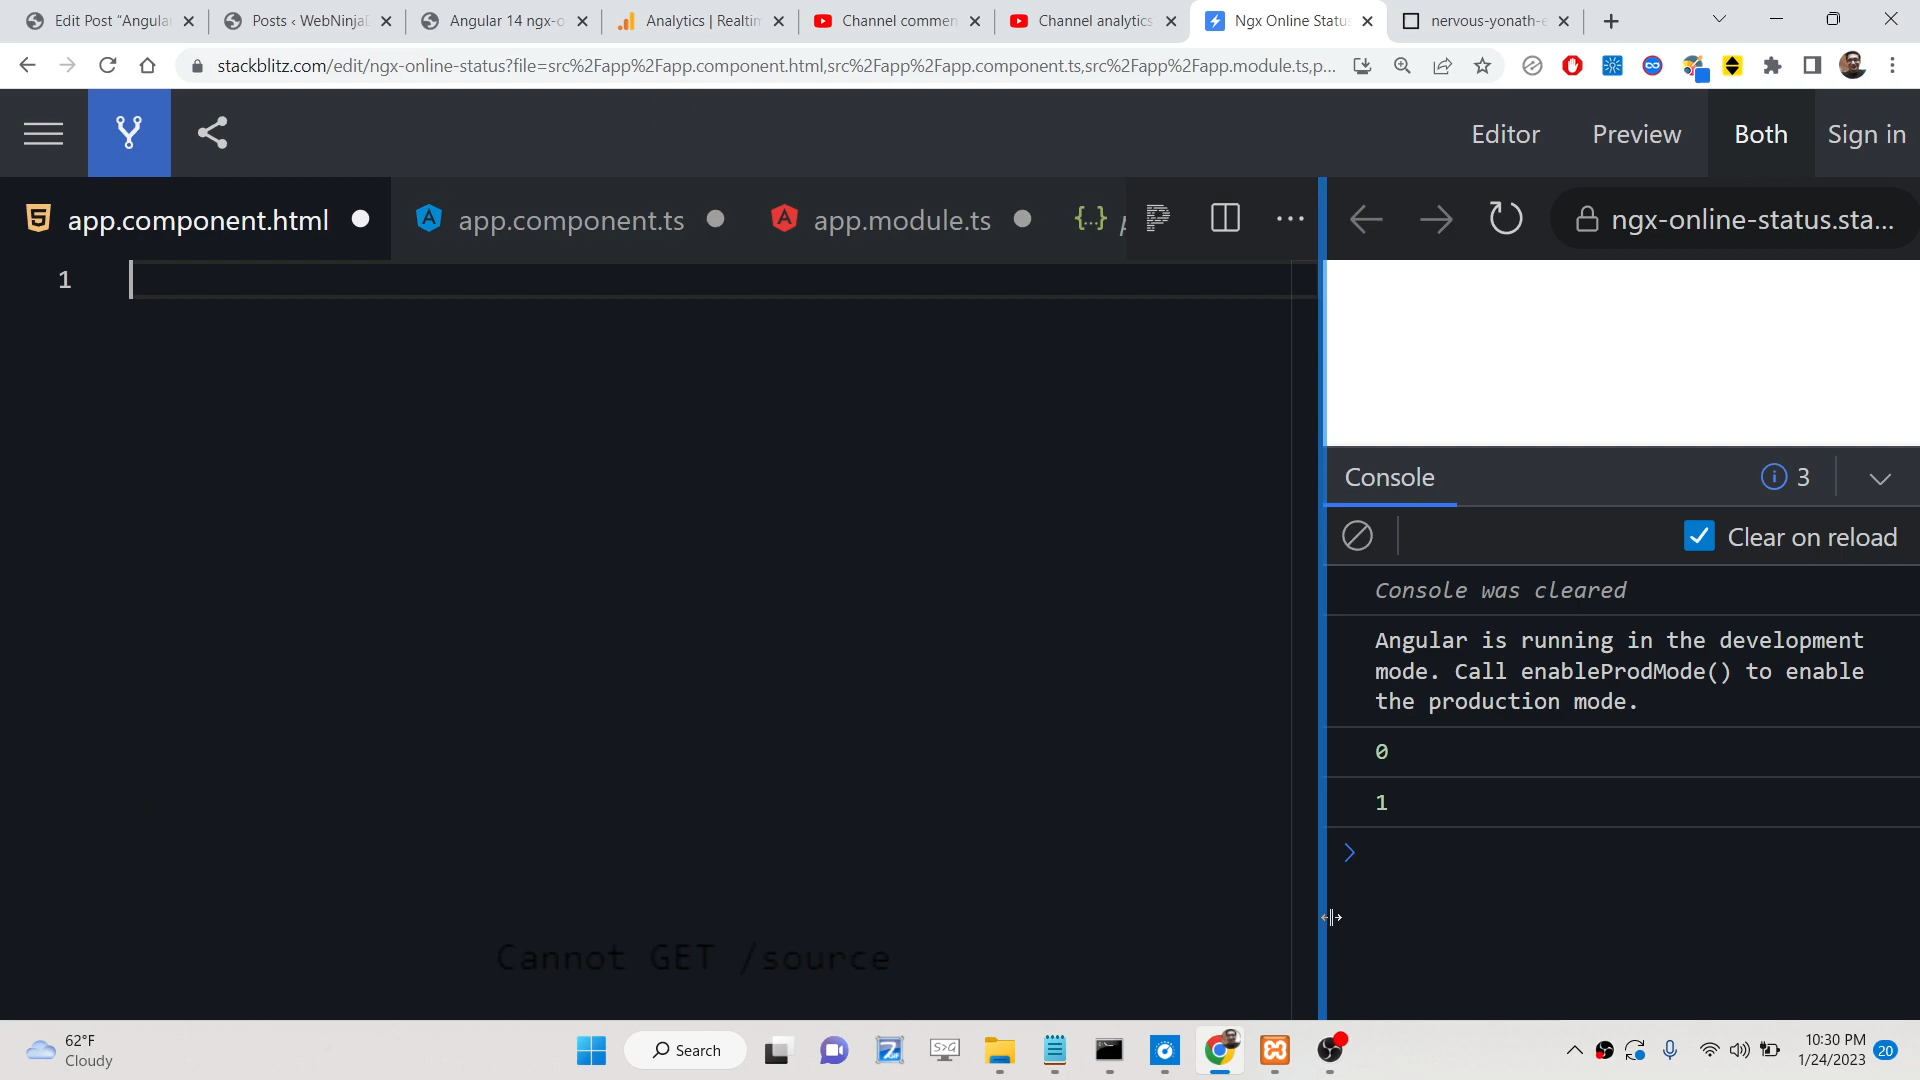 Edit Post “Angular
Posts ‹ WebNinjaD
Angular 14 ngx-o
Analytics | Realtim
Channel commen
Channel analytics
Ngx Online Status
nervous-yonath-e
stackblitz.com/edit/ngx-online-status?file=src%2Fapp%2Fapp.component.html,src%2Fapp%2Fapp.component.ts,src%2Fapp%2Fapp.module.ts,p...
Editor
Preview
Both
Sign in
app.component.html
app.component.ts
app.module.ts
{..}
ngx-online-status.sta...
1
Console
3
Clear on reload
Console was cleared
Angular is running in the development
mode. Call enableProdMode() to enable
the production mode.
0
1
Cannot GET /source
62°F
Cloudy
Search
10:30 PM
1/24/2023
20